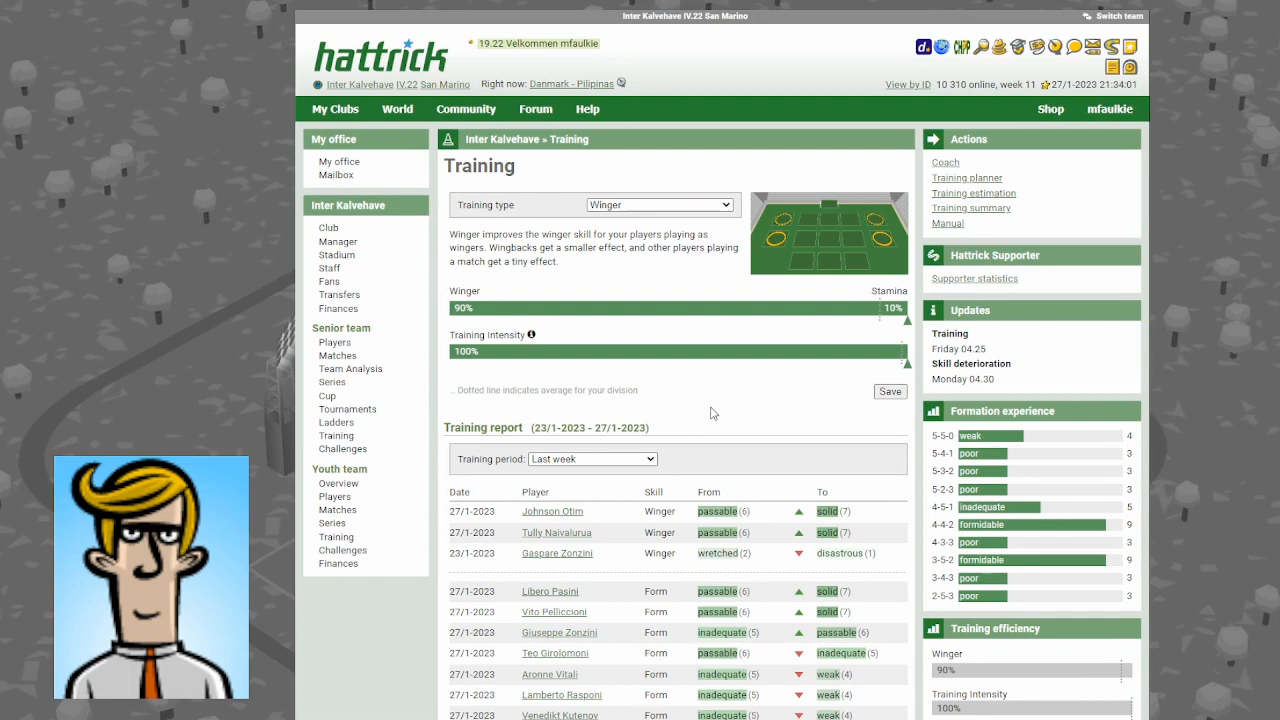 Inter Kalvehave IV.22 San Marino
Switch team
hattrick
19.22 Velkommen mfaulkie
CHPP
Inter Kalvehave IV.22 San Marino
Right now: Danmark - Pilipinas
View by ID 10 310 online, week 11 27/1-2023 21:34:01
My Clubs World Community Forum Help Shop mfaulkie
My office
My office
Mailbox
Inter Kalvehave
Club
Manager
Stadium
Staff
Fans
Transfers
Finances
Senior team
Players
Matches
Team Analysis
Series
Cup
Tournaments
Ladders
Training
Challenges
Youth team
Overview
Players
Matches
Series
Training
Challenges
Finances
Inter Kalvehave » Training
Training
Training type Winger
Winger improves the winger skill for your players playing as
wingers. Wingbacks get a smaller effect, and other players playing
a match get a tiny effect.
Winger Stamina
90% 10%
Training Intensity
100%
... Dotted line indicates average for your division
Save
Training report (23/1-2023 - 27/1-2023)
Training period: Last week
Date Player Skill From To
27/1-2023 Johnson Otim Winger passable (6) solid (7)
27/1-2023 Tully Naivalurua Winger passable (6) solid (7)
23/1-2023 Gaspare Zonzini Winger wretched (2) disastrous (1)
27/1-2023 Libero Pasini Form passable (6) solid (7)
27/1-2023 Vito Pelliccioni Form passable (6) solid (7)
27/1-2023 Giuseppe Zonzini Form inadequate (5) passable (6)
27/1-2023 Teo Girolomoni Form passable (6) inadequate (5)
27/1-2023 Aronne Vitali Form inadequate (5) weak (4)
27/1-2023 Lamberto Rasponi Form inadequate (5) weak (4)
27/1-2023 Venedikt Kutenov Form inadequate (5) weak (4)
Actions
Coach
Training planner
Training estimation
Training summary
Manual
Hattrick Supporter
Supporter statistics
Updates
Training
Friday 04.25
Skill deterioration
Monday 04.30
Formation experience
5-5-0 weak 4
5-4-1 poor 3
5-3-2 poor 3
5-2-3 poor 3
4-5-1 inadequate 5
4-4-2 formidable 9
4-3-3 poor 3
3-5-2 formidable 9
3-4-3 poor 3
2-5-3 poor 3
Training efficiency
Winger
90%
Training Intensity
100%